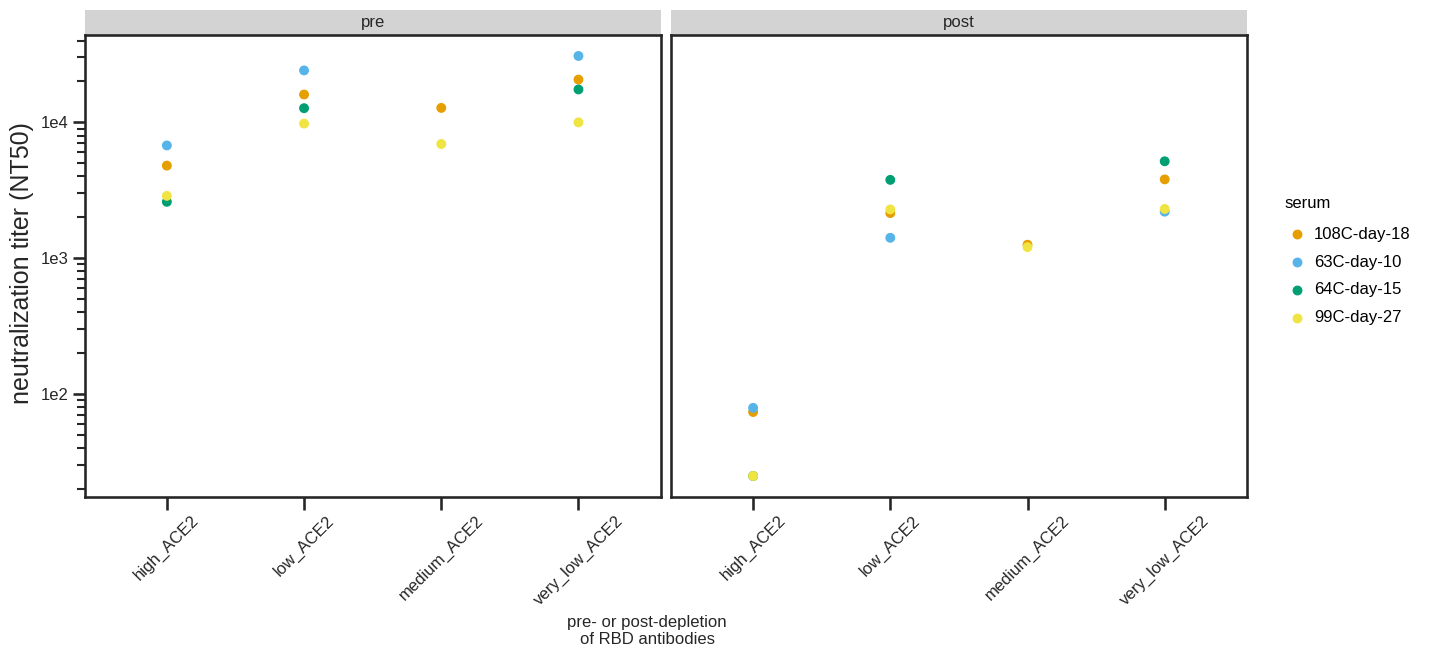 pre
post
neutralization titer (NT50)
1e4
1e3
1e2
high_ACE2
low_ACE2
medium_ACE2
very_low_ACE2
high_ACE2
low_ACE2
medium_ACE2
very_low_ACE2
pre- or post-depletion
of RBD antibodies
serum
108C-day-18
63C-day-10
64C-day-15
99C-day-27